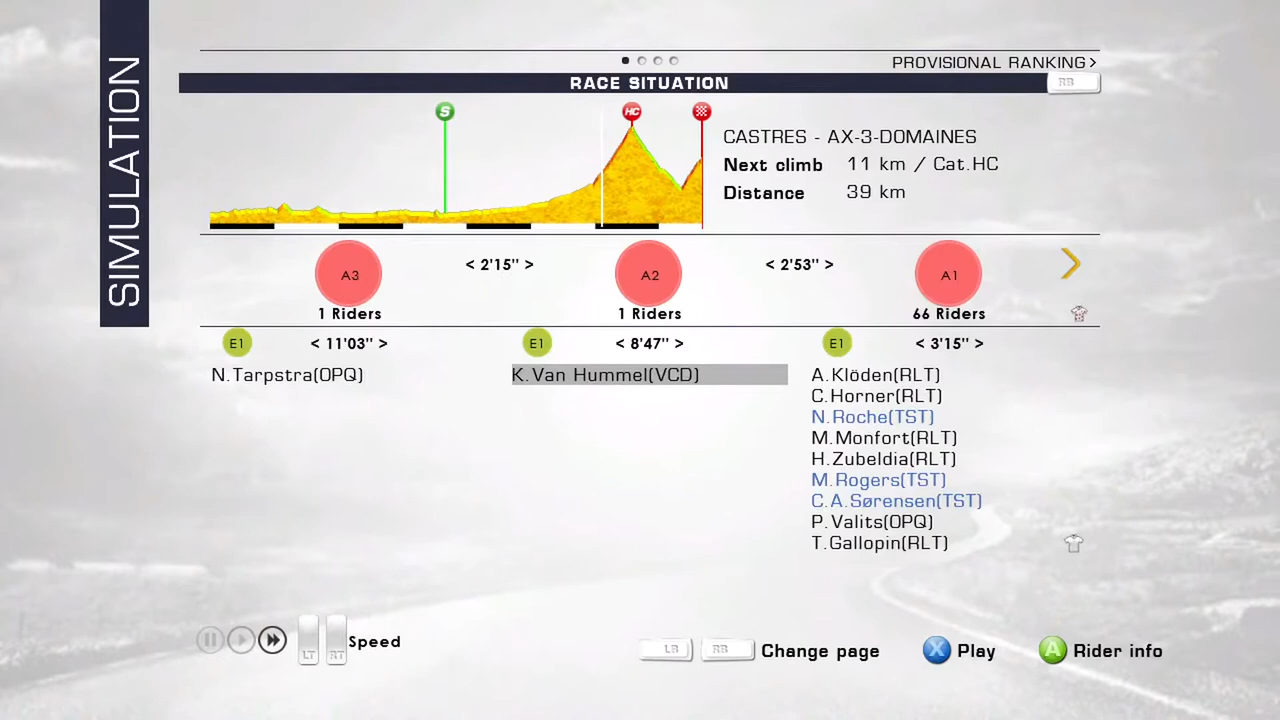 SIMULATION
PROVISIONAL RANKING>
RACE SITUATION
RB
S
HC
CASTRES - AX-3-DOMAINES
Next climb 11 km / Cat.HC
Distance 39 km
A3 < 2'15'' > A2 < 2'53'' > A1
1 Riders 1 Riders 66 Riders
E1 < 11'03'' > E1 < 8'47'' > E1 < 3'15'' >
N.Tarpstra(OPQ)
K.Van Hummel(VCD)
A.Klöden(RLT)
C.Horner(RLT)
N.Roche(TST)
M.Monfort(RLT)
H.Zubeldia(RLT)
M.Rogers(TST)
C.A.Sørensen(TST)
P.Valits(OPQ)
T.Gallopin(RLT)
LT RT Speed
LB RB Change page
X Play
A Rider info